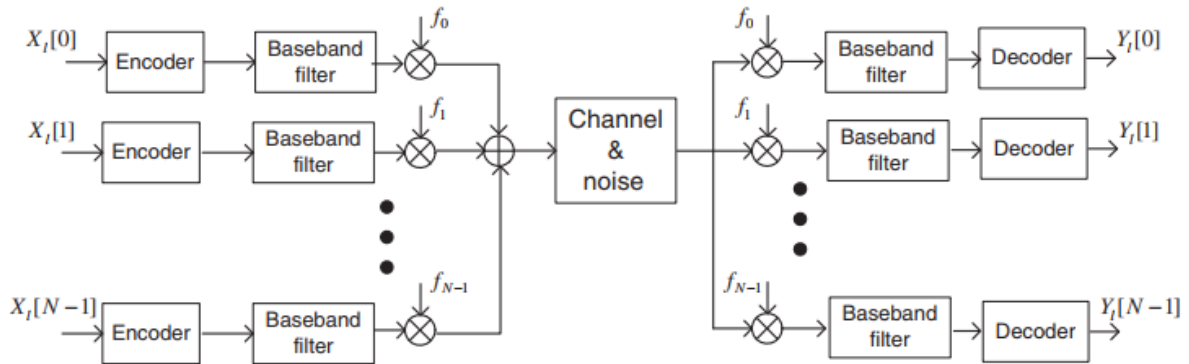 X_l[0] Encoder Baseband filter f_0 f_0 Baseband filter Decoder Y_l[0]
X_l[1] Encoder Baseband filter f_1 Channel & noise f_1 Baseband filter Decoder Y_l[1]
X_l[N−1] Encoder Baseband filter f_{N−1} f_{N−1} Baseband filter Decoder Y_l[N−1]